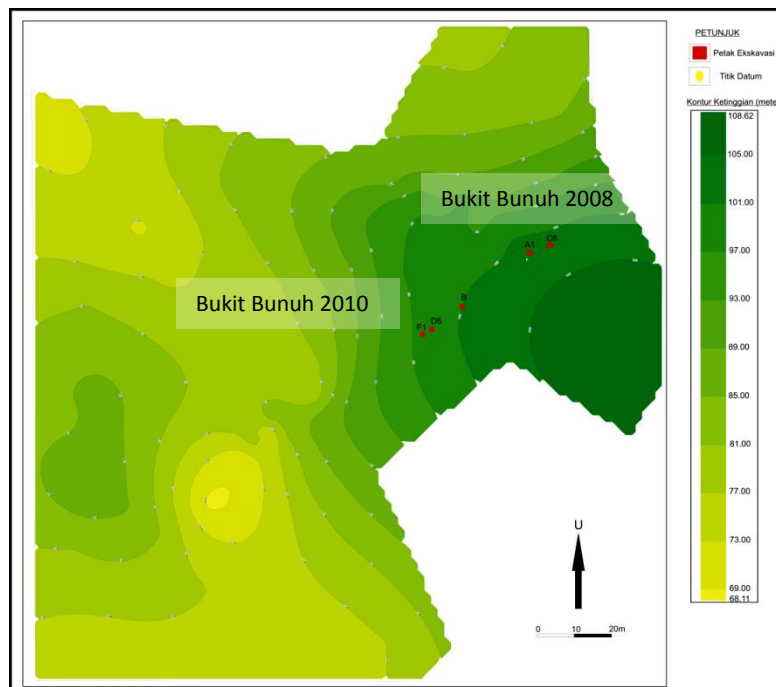 PETUNJUK
Petak Ekskavasi
Titik Datum
Kontur Ketinggian (mete
108.62
105.00
101.00
97.00
93.00
89.00
85.00
81.00
77.00
73.00
69.00
68.11
Bukit Bunuh 2008
A1
C6
Bukit Bunuh 2010
B
D5
F1
U
0 10 20m